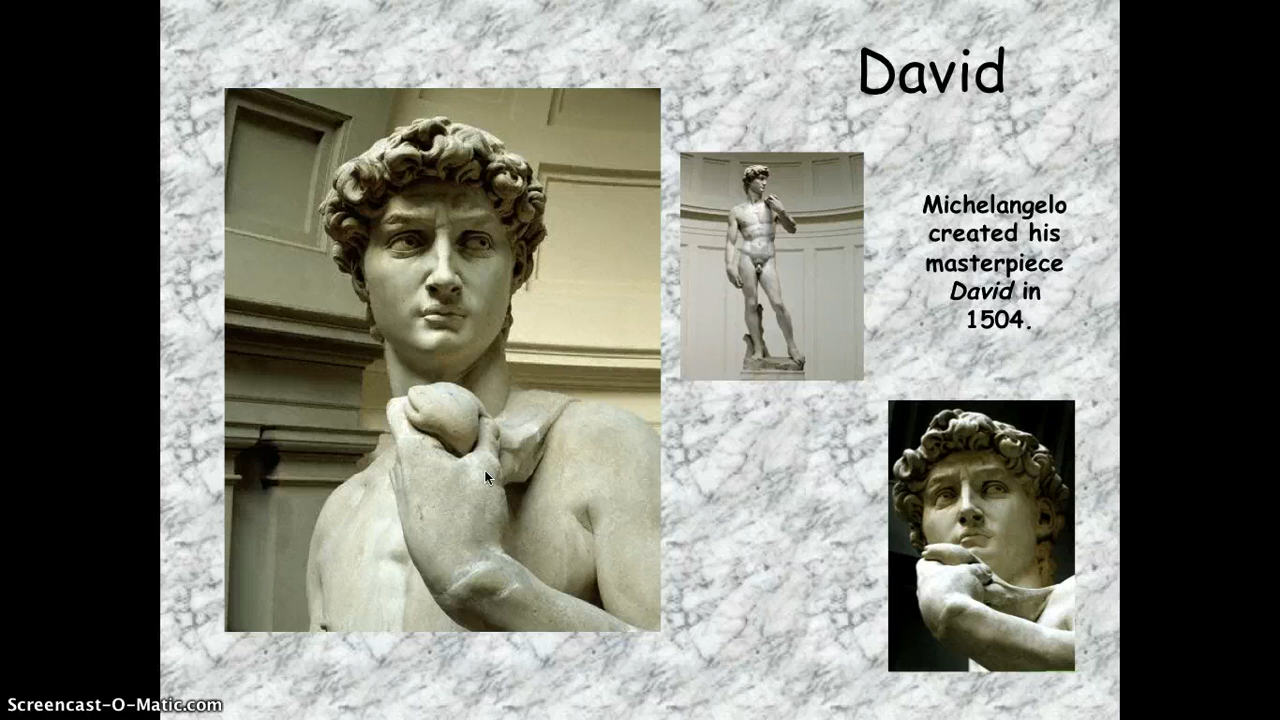 David
Michelangelo
created his
masterpiece
David in
1504.
Screencast-O-Matic.com